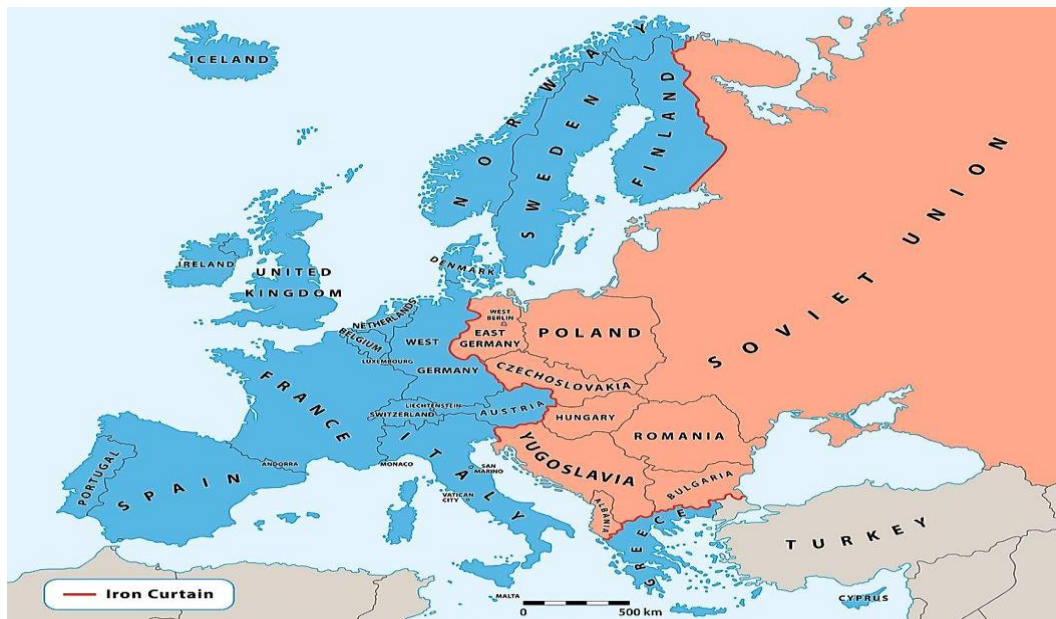 ICELAND
NORWAY
SWEDEN
FINLAND
SOVIET UNION
IRELAND
UNITED
KINGDOM
DENMARK
NETHERLANDS
BELGIUM
LUXEMBOURG
WEST
GERMANY
WEST
BERLIN
EAST
GERMANY
POLAND
CZECHOSLOVAKIA
FRANCE
LIECHTENSTEIN
SWITZERLAND
AUSTRIA
HUNGARY
ROMANIA
YUGOSLAVIA
BULGARIA
ALBANIA
ITALY
MONACO
SAN
MARINO
VATICAN
CITY
ANDORRA
PORTUGAL
SPAIN
GREECE
TURKEY
CYPRUS
MALTA
Iron Curtain
0 500 km